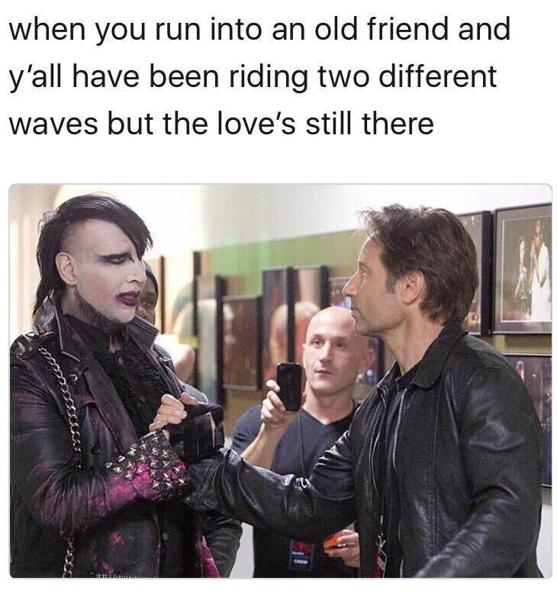 when you run into an old friend and
y'all have been riding two different
waves but the love's still there